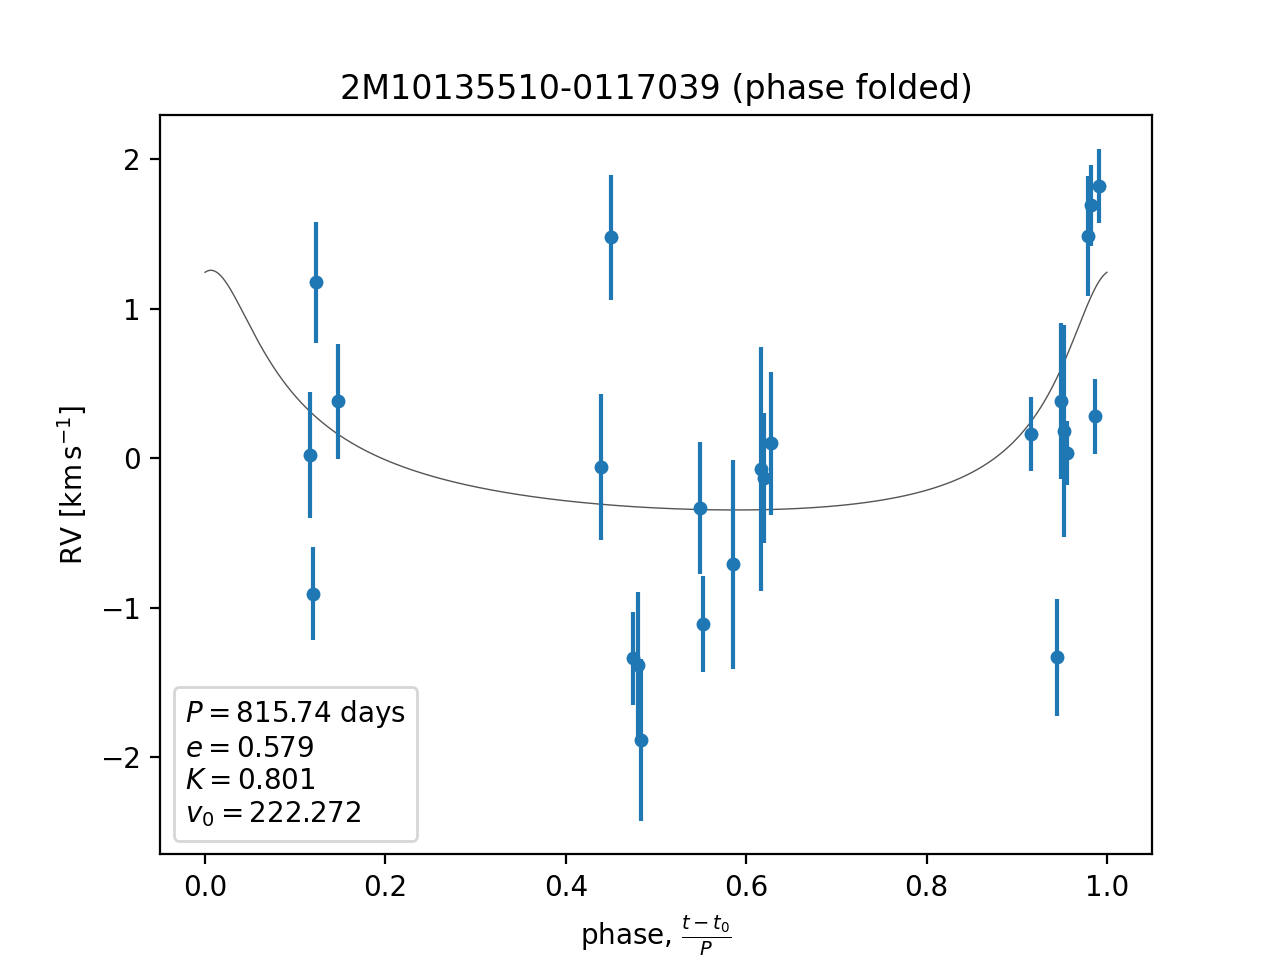 2M10135510-0117039 (phase folded)
RV [km s⁻¹]
2
1
0
−1
−2
P = 815.74 days
e = 0.579
K = 0.801
v₀ = 222.272
0.0 0.2 0.4 0.6 0.8 1.0
phase, (t − t₀)/P